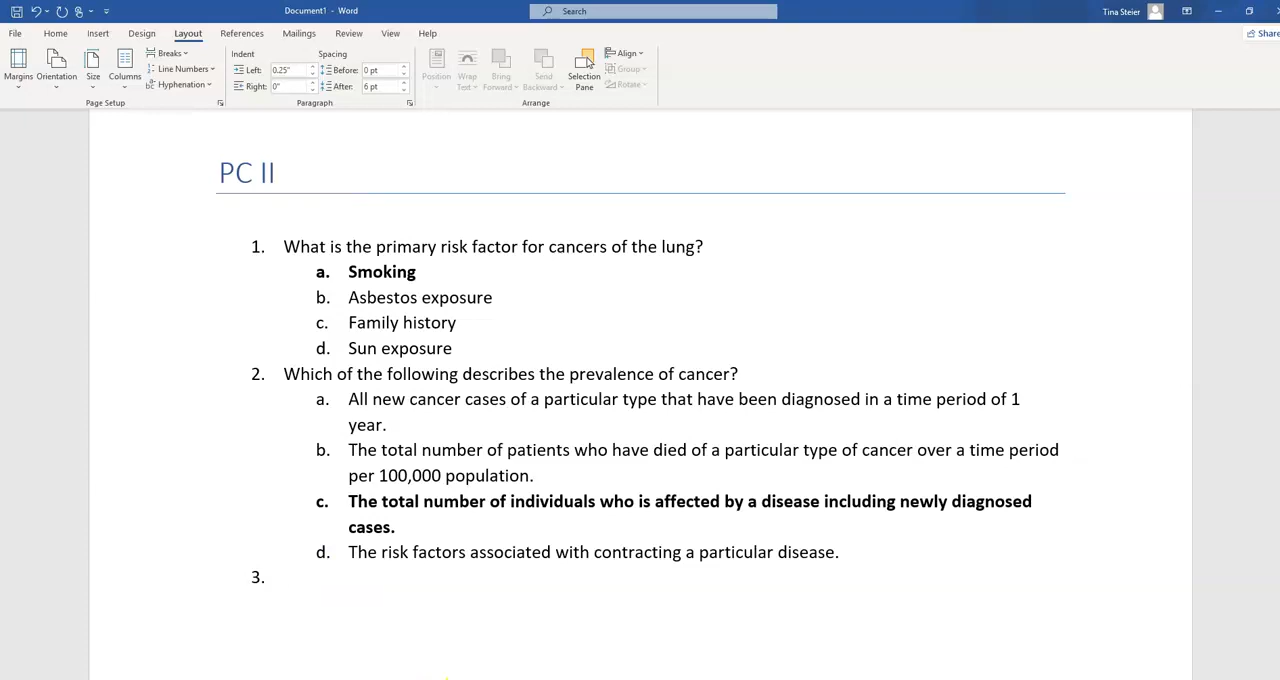 Document1 - Word
Search
Tina Steier
File Home Insert Design Layout References Mailings Review View Help
Share
Margins
Orientation
Size
Columns
Breaks
Line Numbers
Hyphenation
Page Setup
Indent
Left: 0.25"
Right: 0"
Spacing
Before: 0 pt
After: 6 pt
Paragraph
Position
Wrap Text
Bring Forward
Send Backward
Selection Pane
Align
Group
Rotate
Arrange
PC II
1. What is the primary risk factor for cancers of the lung?
a. Smoking
b. Asbestos exposure
c. Family history
d. Sun exposure
2. Which of the following describes the prevalence of cancer?
a. All new cancer cases of a particular type that have been diagnosed in a time period of 1
year.
b. The total number of patients who have died of a particular type of cancer over a time period
per 100,000 population.
c. The total number of individuals who is affected by a disease including newly diagnosed
cases.
d. The risk factors associated with contracting a particular disease.
3.